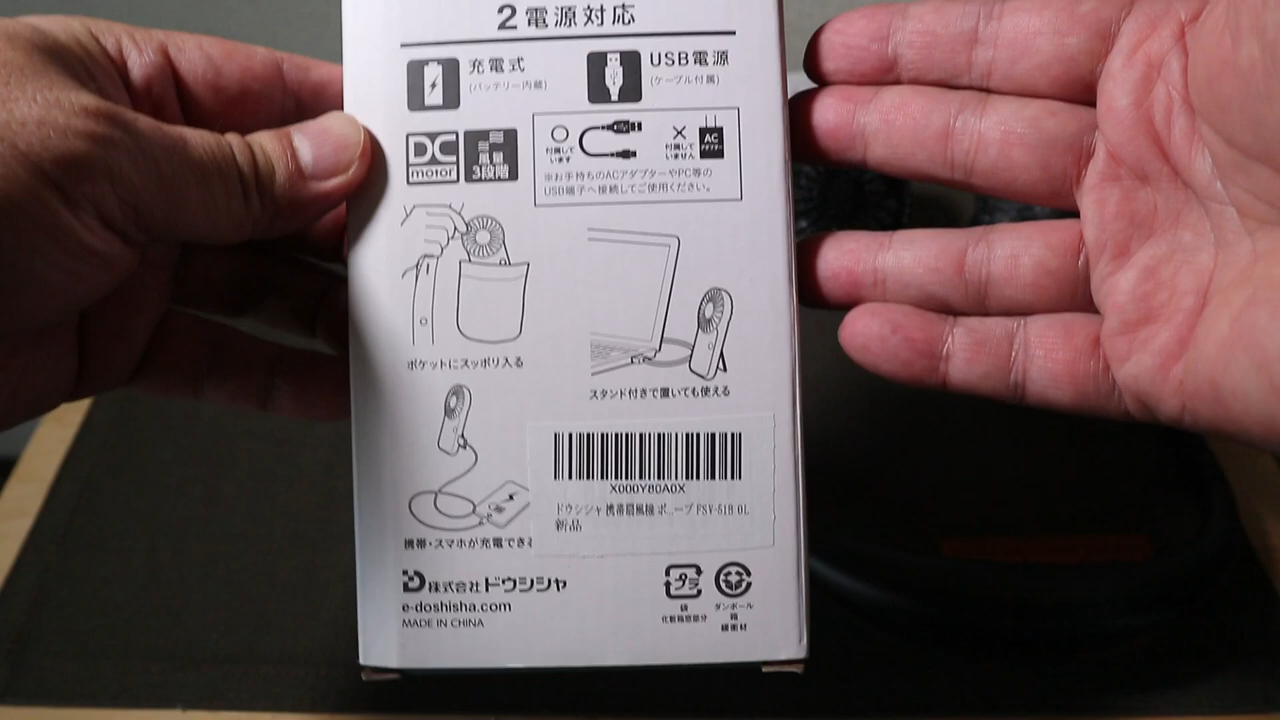 2電源対応
充電式
(バッテリー内蔵)
USB電源
(ケーブル付属)
DC
motor
風量
3段階
○
付属して
います
×
付属して
いません
AC
アダプター
※お手持ちのACアダプターやPC等の
USB端子へ接続してご使用ください。
ポケットにスッポリ入る
スタンド付きで置いても使える
携帯・スマホが充電でき
X000Y80A0X
ドウシシャ 携帯扇風機 ポ...ーブ FSV-51B OL
新品
株式会社ドウシシャ
e-doshisha.com
MADE IN CHINA
プラ
袋
化粧箱窓部分
ダンボール
箱
緩衝材